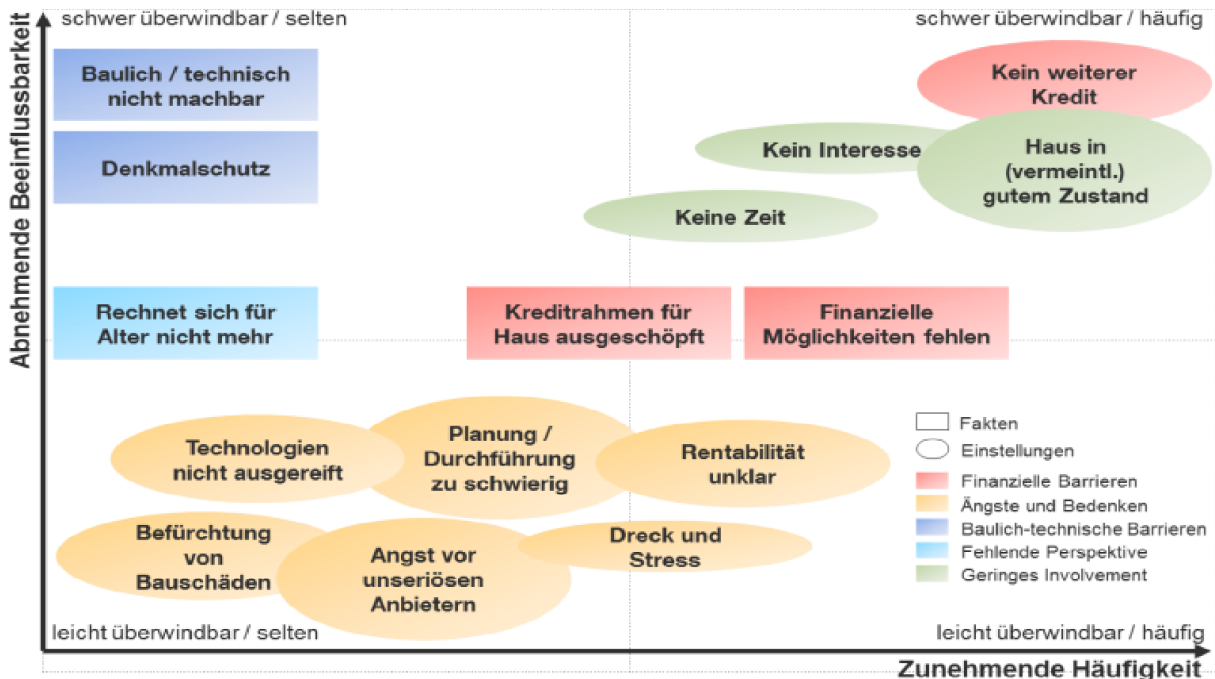 Abnehmende Beeinflussbarkeit
schwer überwindbar / selten
schwer überwindbar / häufig
Baulich / technisch
nicht machbar
Denkmalschutz
Kein weiterer
Kredit
Kein Interesse
Haus in
(vermeintl.)
gutem Zustand
Keine Zeit
Rechnet sich für
Alter nicht mehr
Kreditrahmen für
Haus ausgeschöpft
Finanzielle
Möglichkeiten fehlen
Technologien
nicht ausgereift
Planung /
Durchführung
zu schwierig
Rentabilität
unklar
Befürchtung
von
Bauschäden
Angst vor
unseriösen
Anbietern
Dreck und
Stress
Fakten
Einstellungen
Finanzielle Barrieren
Ängste und Bedenken
Baulich-technische Barrieren
Fehlende Perspektive
Geringes Involvement
leicht überwindbar / selten
leicht überwindbar / häufig
Zunehmende Häufigkeit